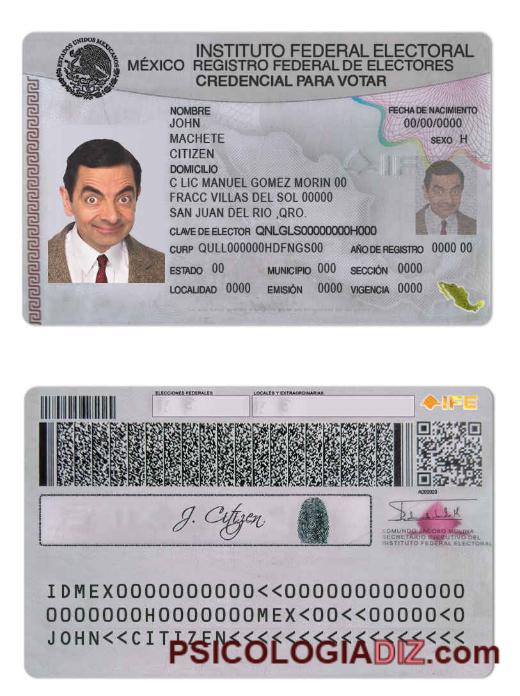 ESTADOS UNIDOS MEXICANOS
INSTITUTO FEDERAL ELECTORAL
MÉXICO REGISTRO FEDERAL DE ELECTORES
CREDENCIAL PARA VOTAR
NOMBRE
JOHN
MACHETE
CITIZEN
FECHA DE NACIMIENTO
00/00/0000
SEXO H
DOMICILIO
C LIC MANUEL GOMEZ MORIN 00
FRACC VILLAS DEL SOL 00000
SAN JUAN DEL RIO ,QRO.
IFE
CLAVE DE ELECTOR QNLGLS00000000H000
CURP QULL000000HDFNGS00 AÑO DE REGISTRO 0000 00
ESTADO 00 MUNICIPIO 000 SECCIÓN 0000
LOCALIDAD 0000 EMISIÓN 0000 VIGENCIA 0000
ELECCIONES FEDERALES LOCALES Y EXTRAORDINARIAS
IFE
J. Citizen
EDMUNDO JACOBO MOLINA
SECRETARIO EJECUTIVO DEL
INSTITUTO FEDERAL ELECTORAL
IDMEX0000000000<<0000000000000
0000000H0000000MEX<00<<00000<0
JOHN<<CITIZEN<<<<<<<<<<<<<<<<<
PSICOLOGIADIZ.com